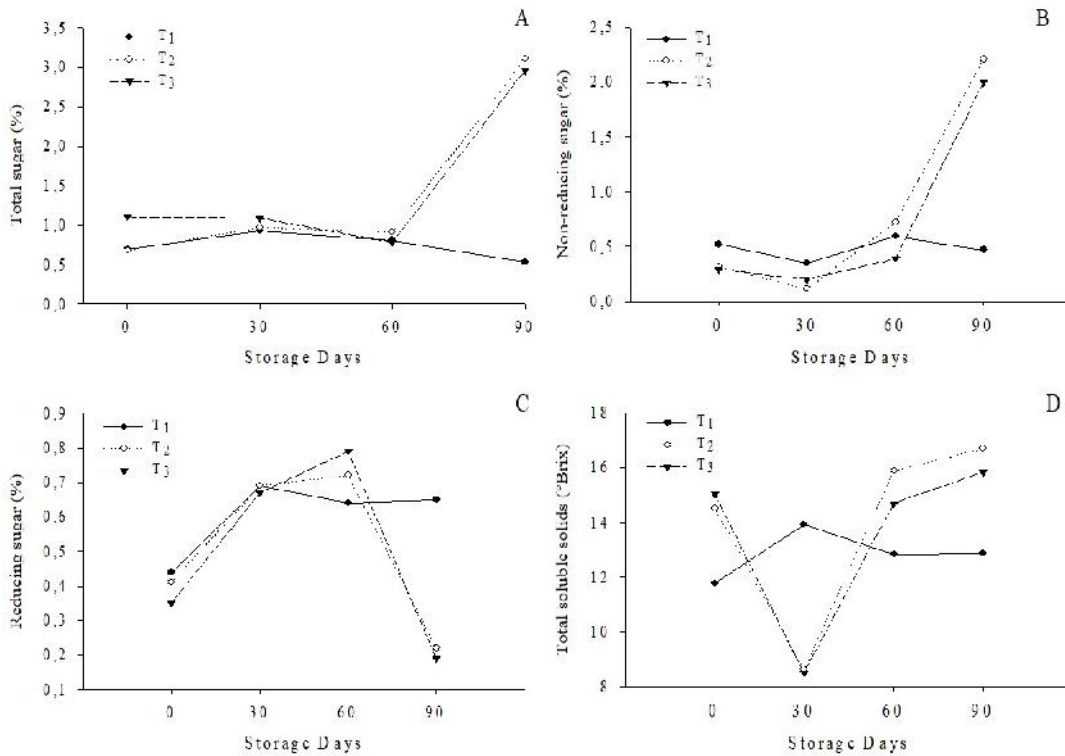 A
T1
T2
T3
Total sugar (%)
3,5
3,0
2,5
2,0
1,5
1,0
0,5
0,0
0 30 60 90
Storage Days
B
T1
T2
T3
Non-reducing sugar (%)
2,5
2,0
1,5
1,0
0,5
0,0
0 30 60 90
Storage Days
C
T1
T2
T3
Reducing sugar (%)
0,9
0,8
0,7
0,6
0,5
0,4
0,3
0,2
0,1
0 30 60 90
Storage Days
D
T1
T2
T3
Total soluble solids (°Brix)
18
16
14
12
10
8
0 30 60 90
Storage Days